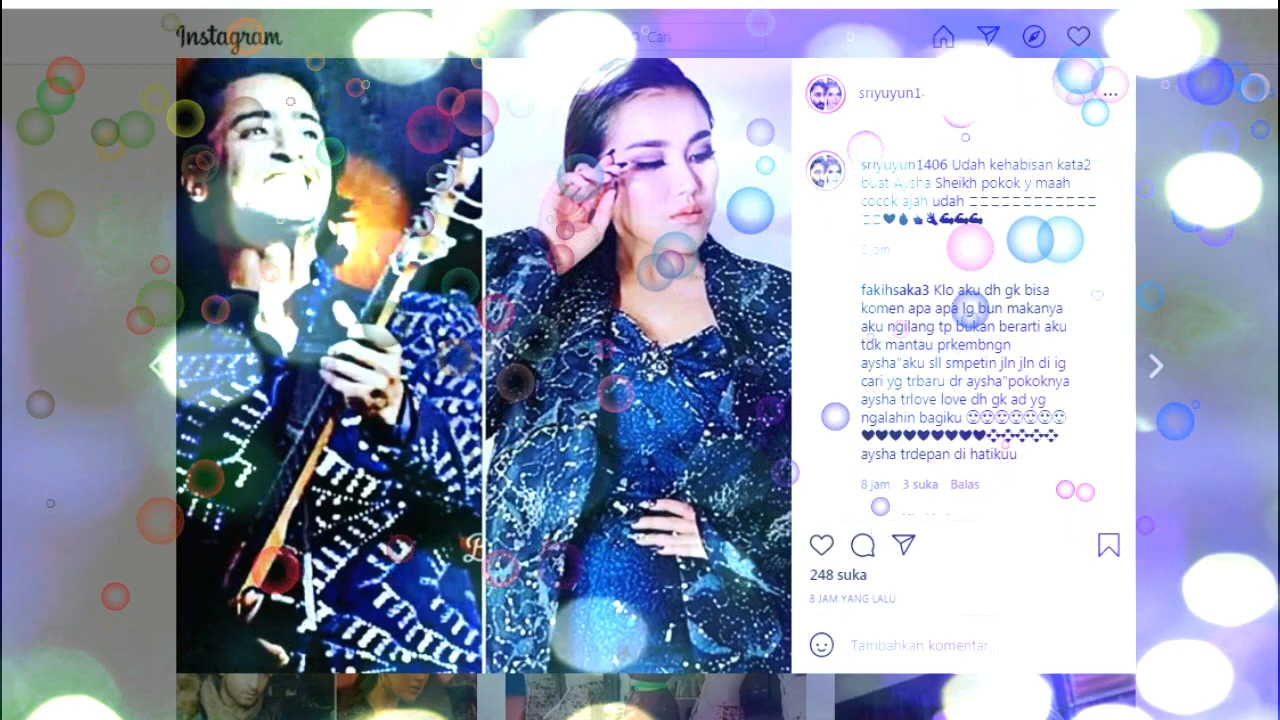 Instagram
Cari
sriyuyun1
sriyuyun1406 Udah kehabisan kata2
buat Aysha Sheikh pokok y maah
cocok ajah udah
jam
fakihsaka3 Klo aku dh gk bisa
komen apa apa lg bun makanya
aku ngilang tp bukan berarti aku
tdk mantau prkembngn
aysha"aku sll smpetin jln jln di ig
cari yg trbaru dr aysha"pokoknya
aysha trlove love dh gk ad yg
ngalahin bagiku
aysha trdepan di hatikuu
8 jam 3 suka Balas
248 suka
8 JAM YANG LALU
Tambahkan komentar...